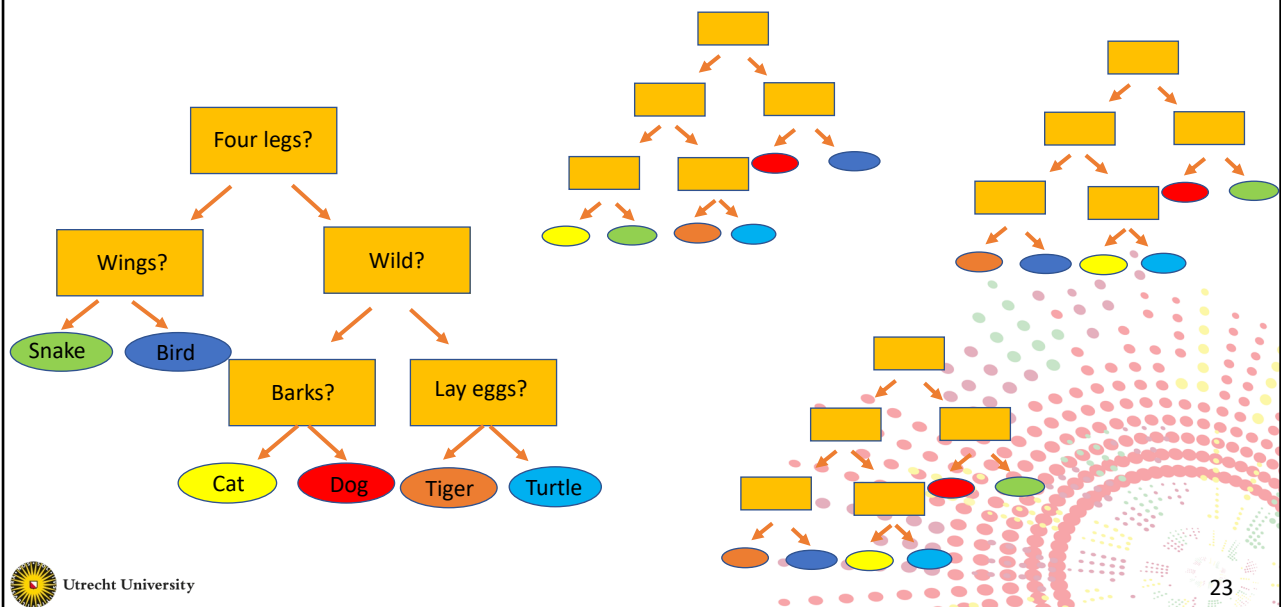 Four legs?
Wings?
Wild?
Snake
Bird
Barks?
Lay eggs?
Cat
Dog
Tiger
Turtle
Utrecht University
23